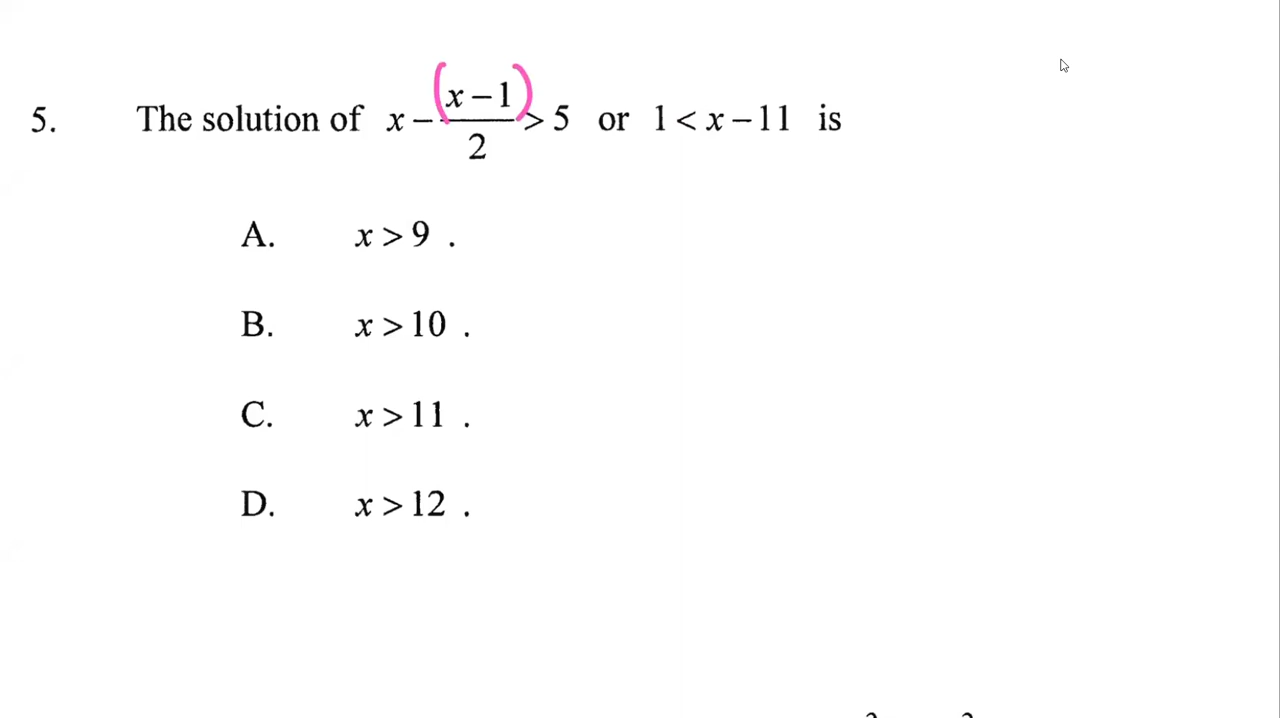 5. The solution of x − (x − 1)/2 > 5 or 1 < x − 11 is
A. x > 9 .
B. x > 10 .
C. x > 11 .
D. x > 12 .